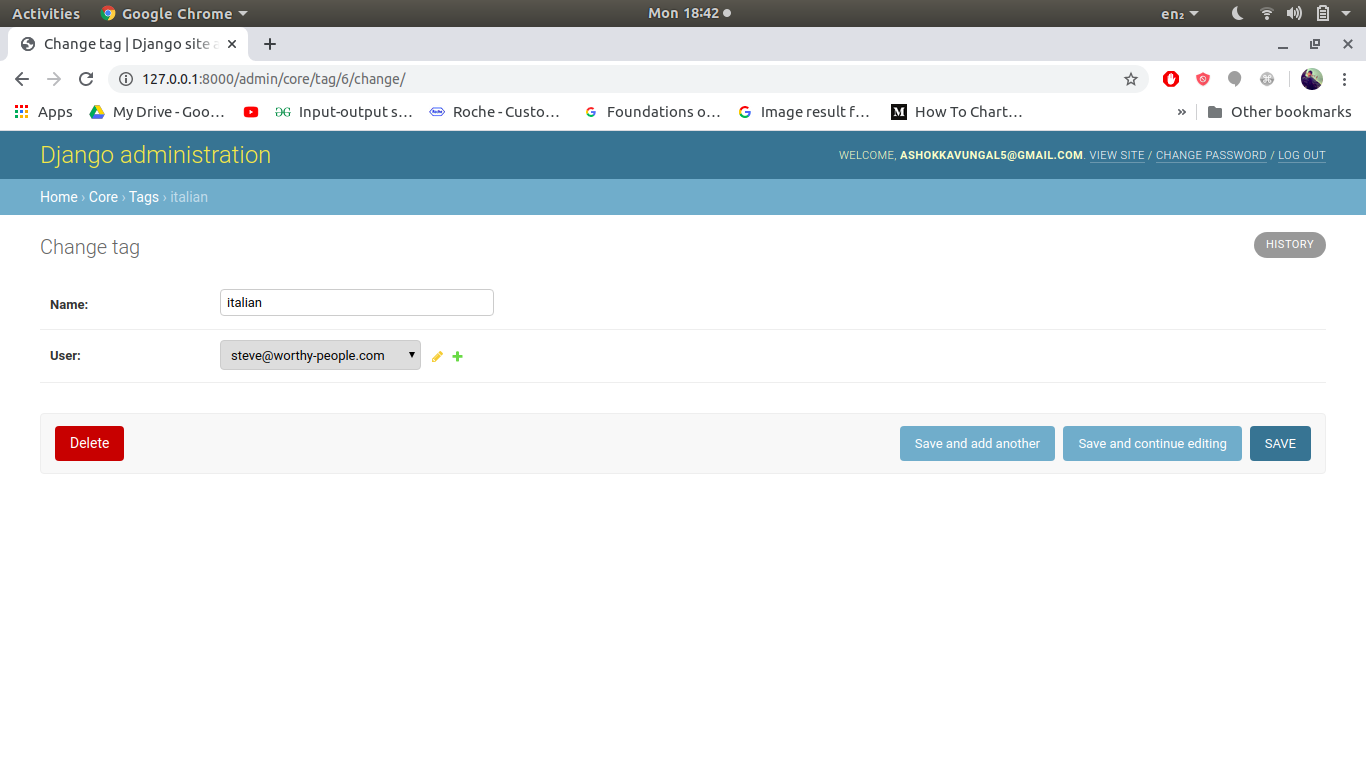 Activities Google Chrome Mon 18:42 en₂
Change tag | Django site a
127.0.0.1:8000/admin/core/tag/6/change/
Apps My Drive - Goo… Input-output s… Roche - Custo… Foundations o… Image result f… How To Chart… » Other bookmarks
Django administration WELCOME, ASHOKKAVUNGAL5@GMAIL.COM. VIEW SITE / CHANGE PASSWORD / LOG OUT
Home › Core › Tags › italian
Change tag HISTORY
Name: italian
User: steve@worthy-people.com
Delete Save and add another Save and continue editing SAVE